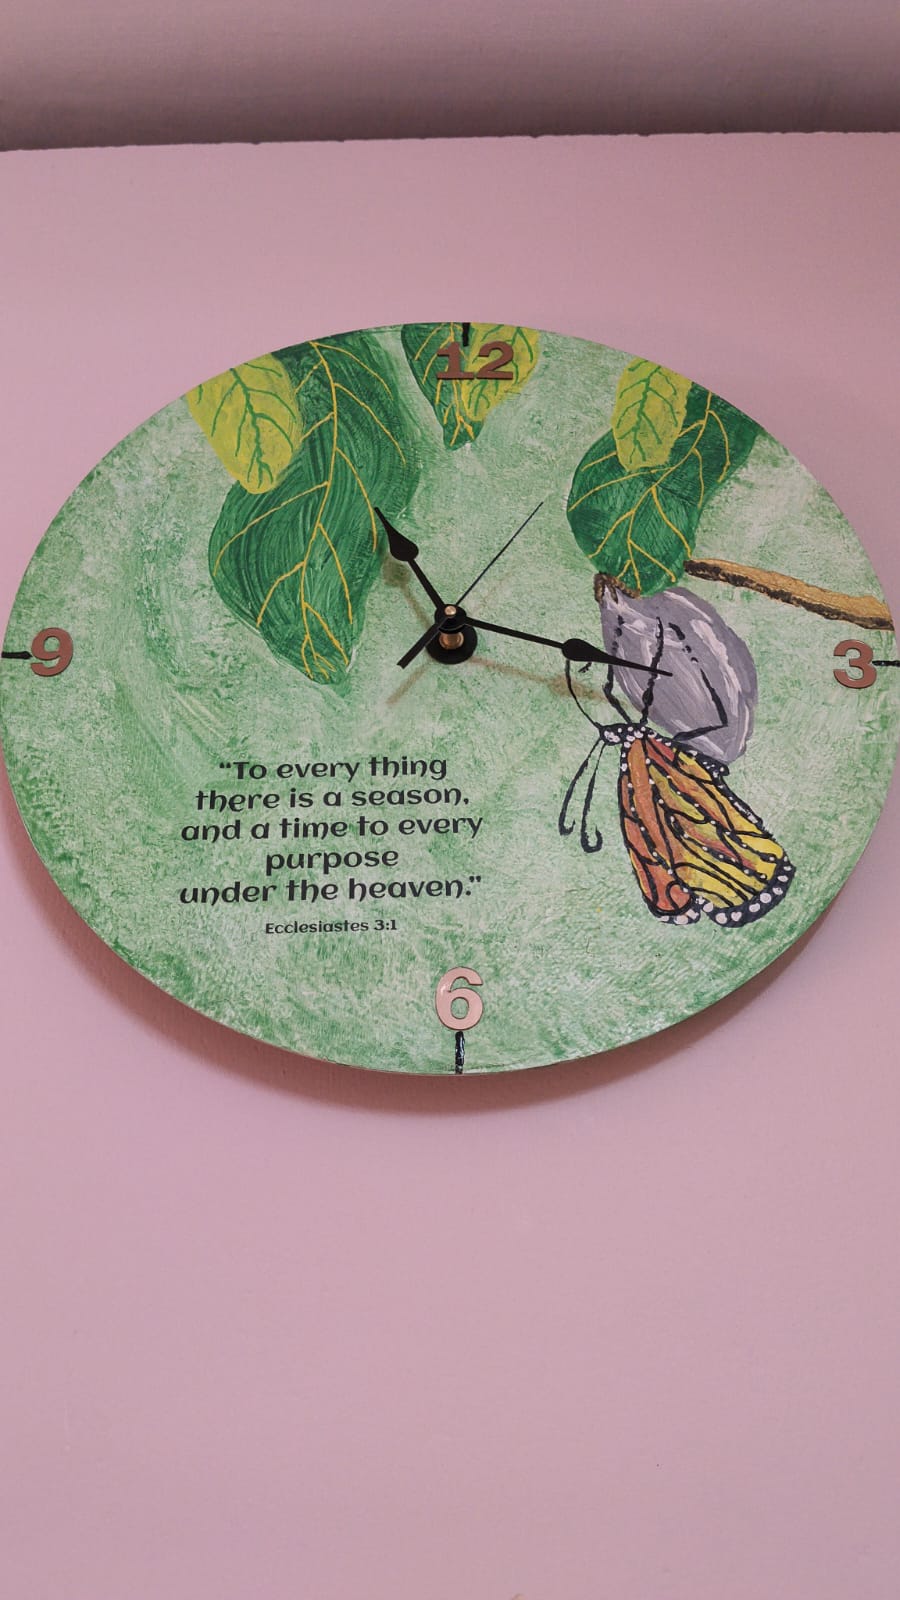 12
9
3
“To every thing
there is a season,
and a time to every
purpose
under the heaven.”
Ecclesiastes 3:1
6